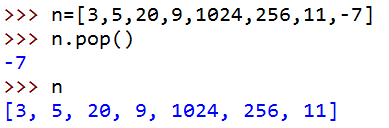 >>> n=[3,5,20,9,1024,256,11,-7]
>>> n.pop()
-7
>>> n
[3, 5, 20, 9, 1024, 256, 11]